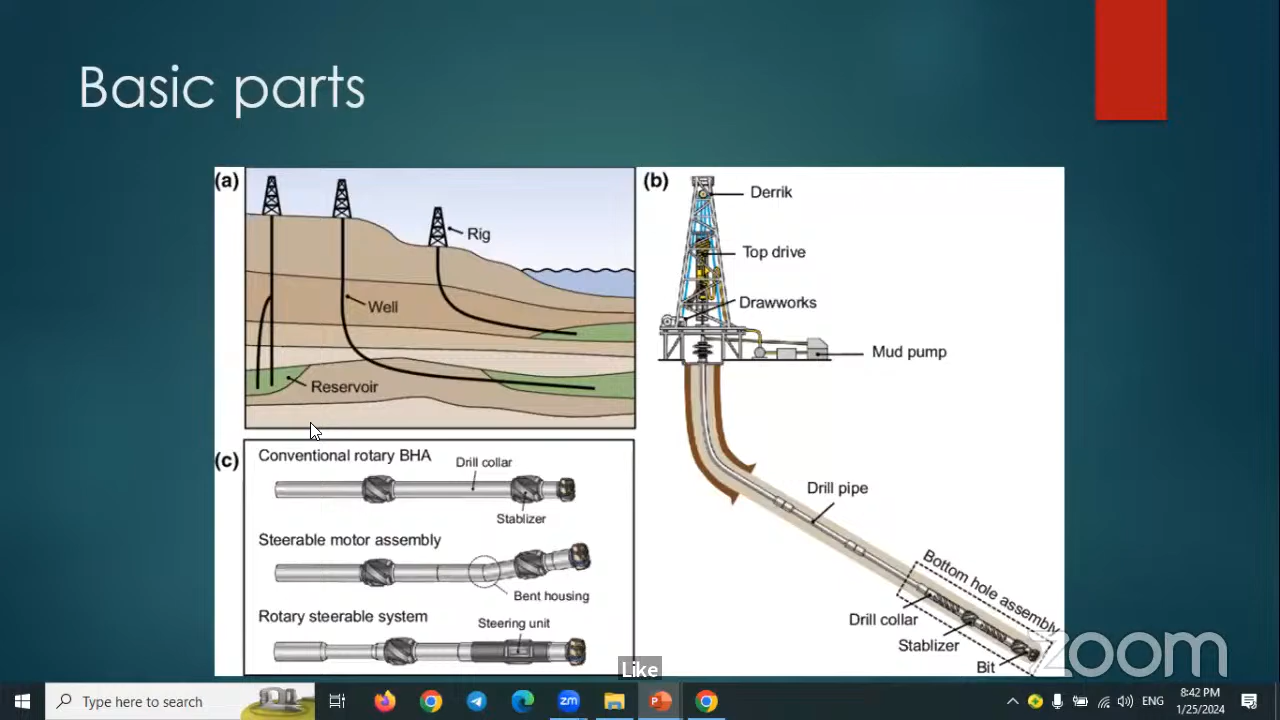 Basic parts
(a)
Rig
Well
Reservoir
(b)
Derrik
Top drive
Drawworks
Mud pump
Drill pipe
Bottom hole assembly
Drill collar
Stablizer
Bit
(c)
Conventional rotary BHA
Drill collar
Stablizer
Steerable motor assembly
Bent housing
Rotary steerable system
Steering unit
Like
zoom
Type here to search
zm
ENG
8:42 PM
1/25/2024